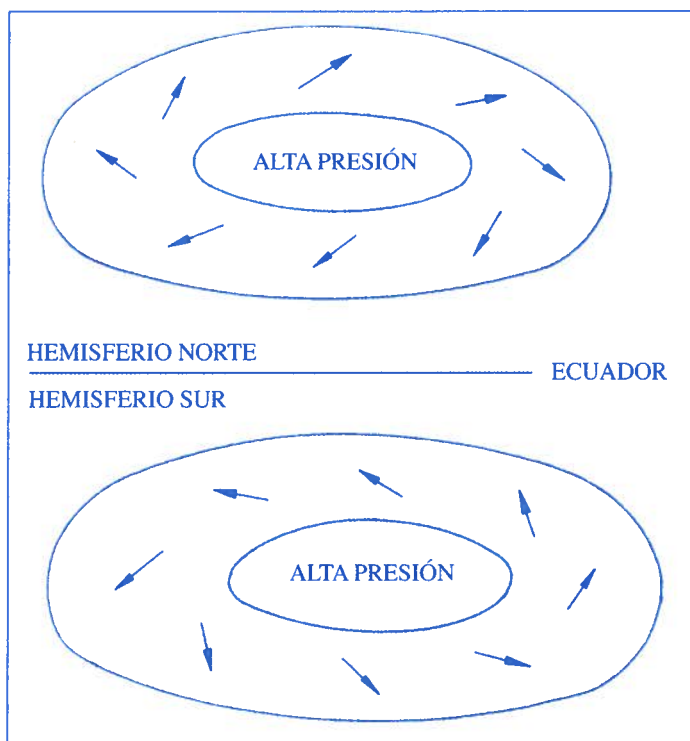 ALTA PRESIÓN
HEMISFERIO NORTE
ECUADOR
HEMISFERIO SUR
ALTA PRESIÓN